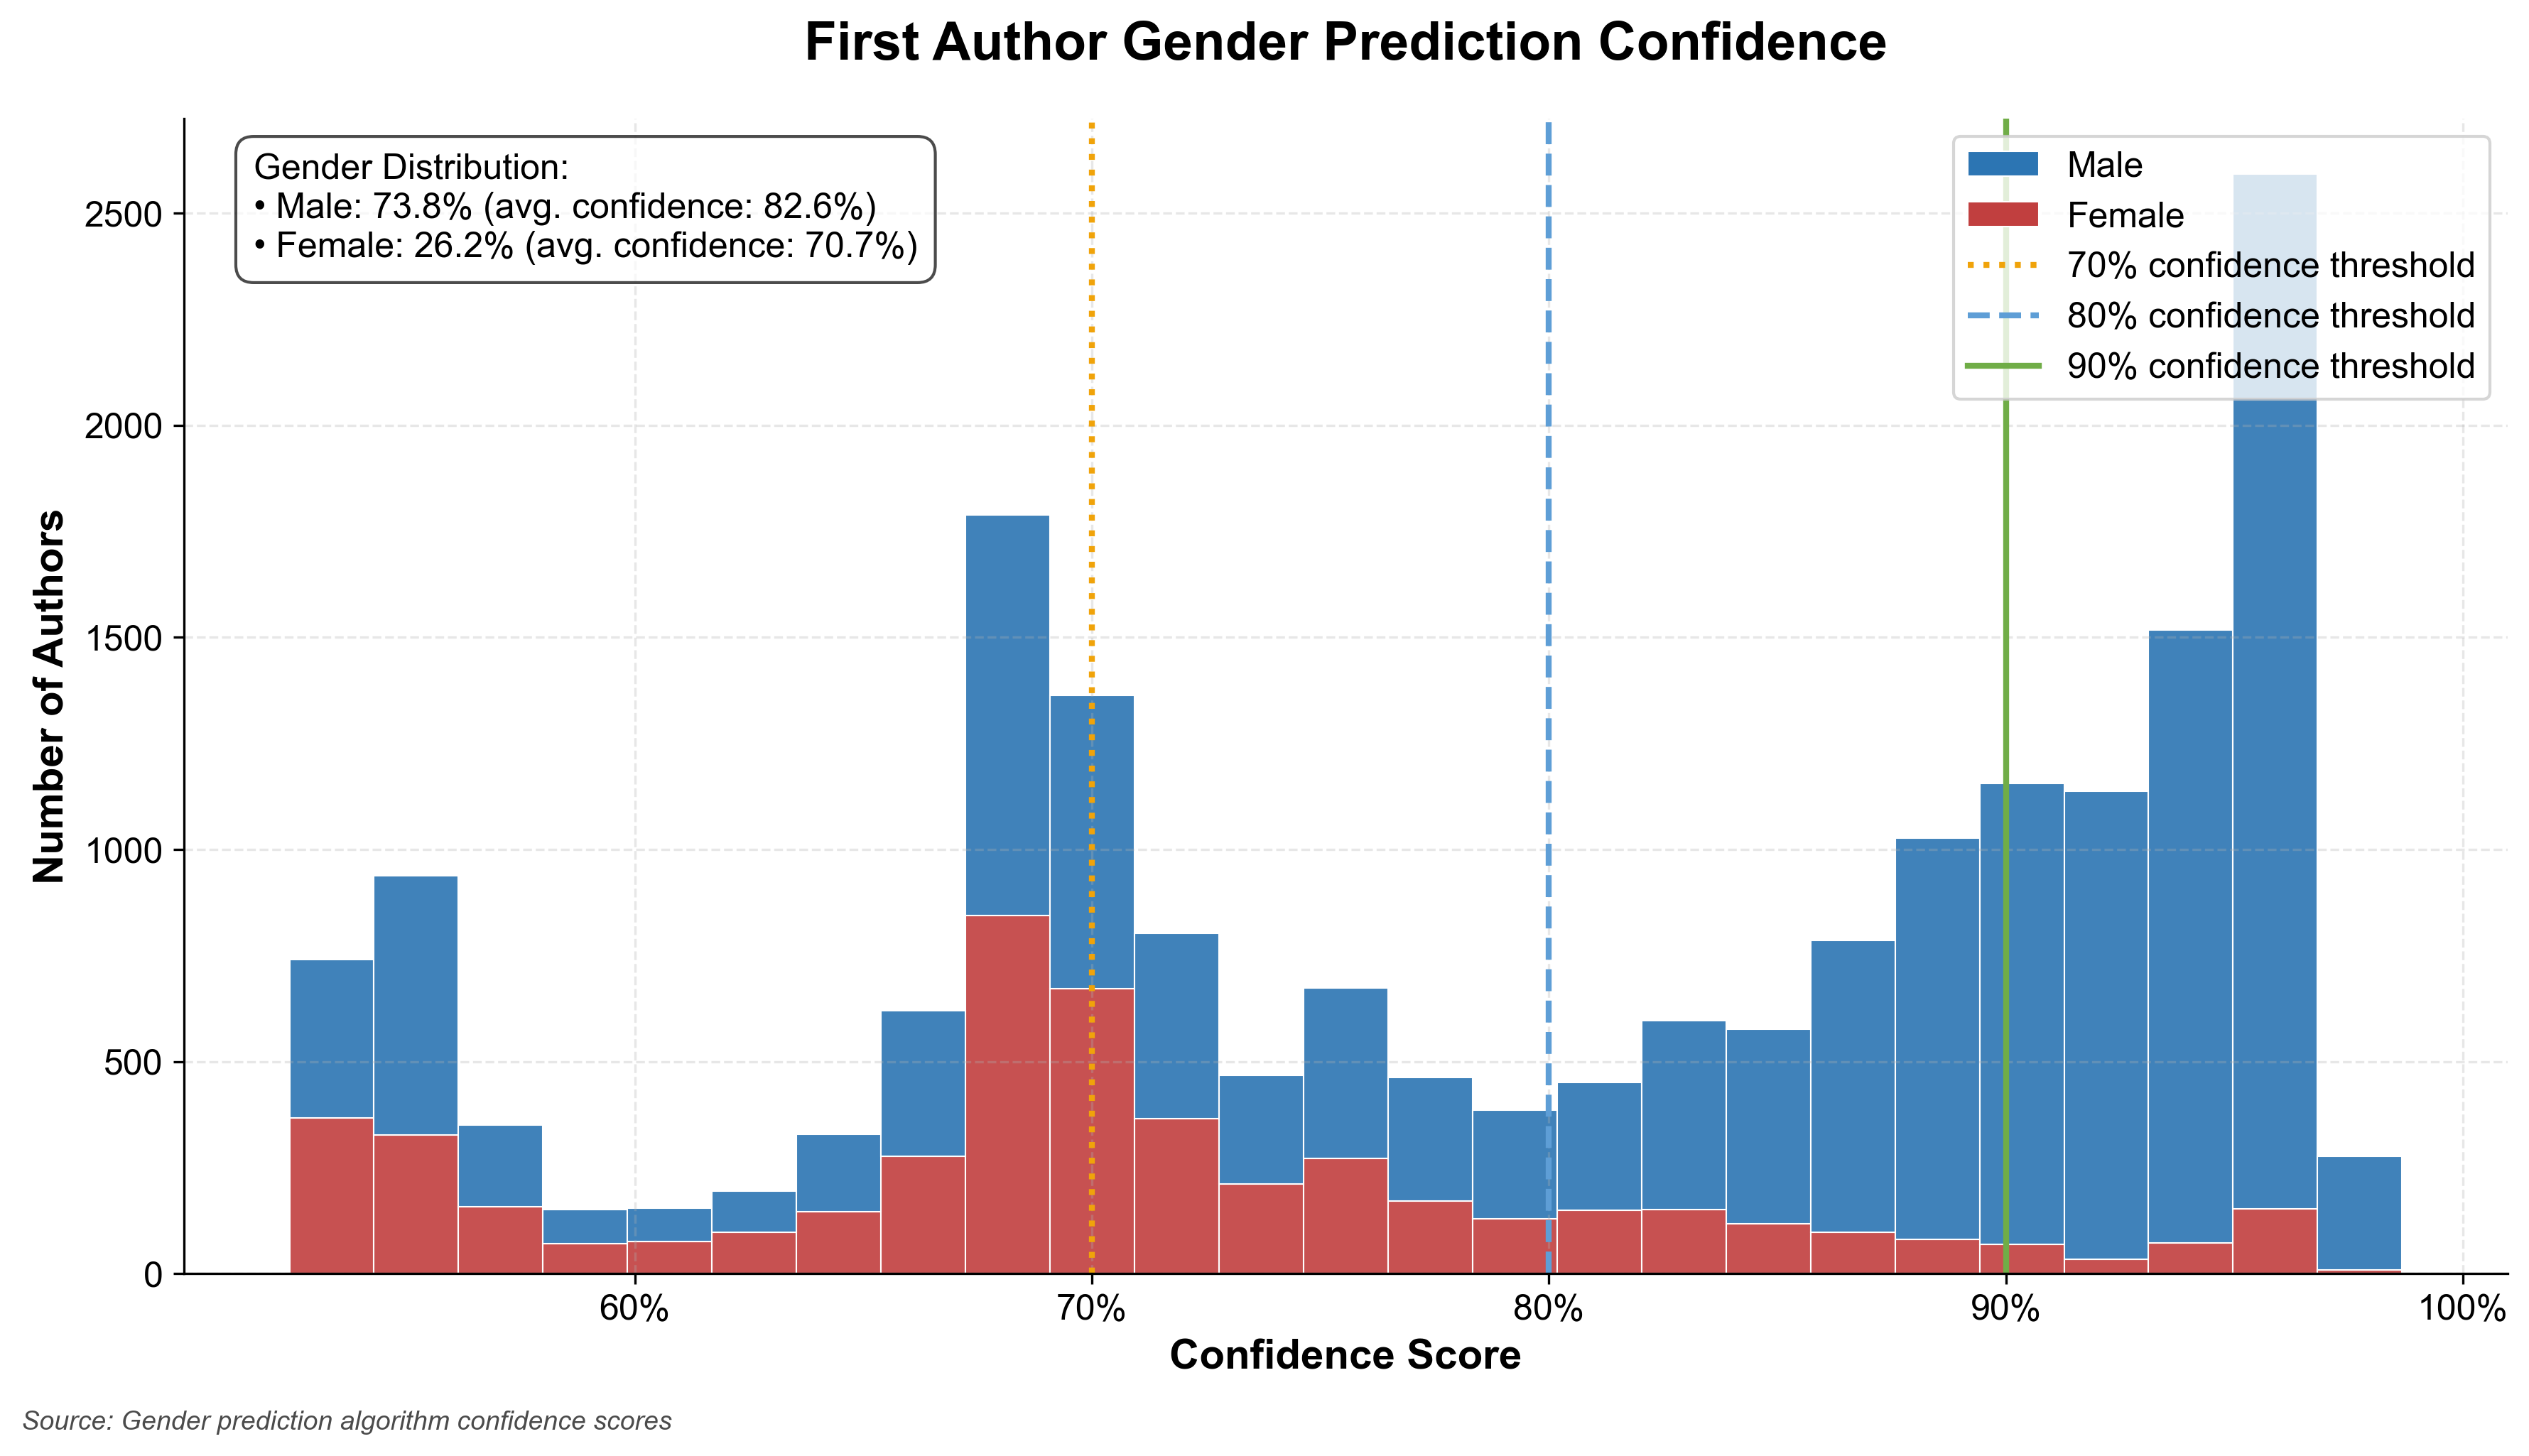 First Author Gender Prediction Confidence
Gender Distribution:
• Male: 73.8% (avg. confidence: 82.6%)
• Female: 26.2% (avg. confidence: 70.7%)
Male
Female
70% confidence threshold
80% confidence threshold
90% confidence threshold
Number of Authors
2500
2000
1500
1000
500
0
60%
70%
80%
90%
100%
Confidence Score
Source: Gender prediction algorithm confidence scores